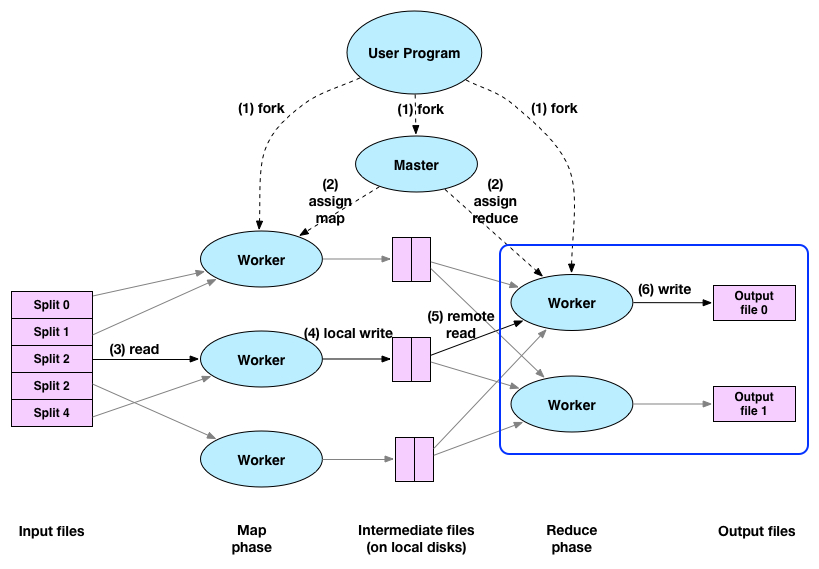 User Program
(1) fork
(1) fork
(1) fork
Master
(2)
assign
map
(2)
assign
reduce
Worker
Split 0
Split 1
Split 2
Split 2
Split 4
(3) read
Worker
(4) local write
(5) remote
read
Worker
(6) write
Output
file 0
Worker
Output
file 1
Worker
Input files
Map
phase
Intermediate files
(on local disks)
Reduce
phase
Output files